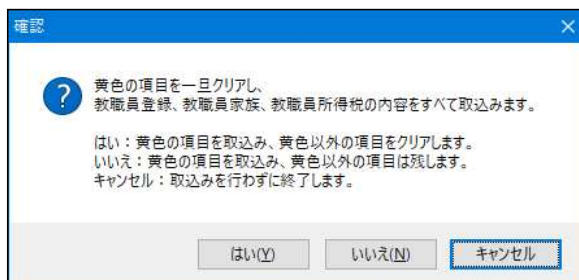 確認
黄色の項目を一旦クリアし、
教職員登録、教職員家族、教職員所得税の内容をすべて取込みます。
はい：黄色の項目を取込み、黄色以外の項目をクリアします。
いいえ：黄色の項目を取込み、黄色以外の項目は残します。
キャンセル：取込みを行わずに終了します。
はい(Y) いいえ(N) キャンセル